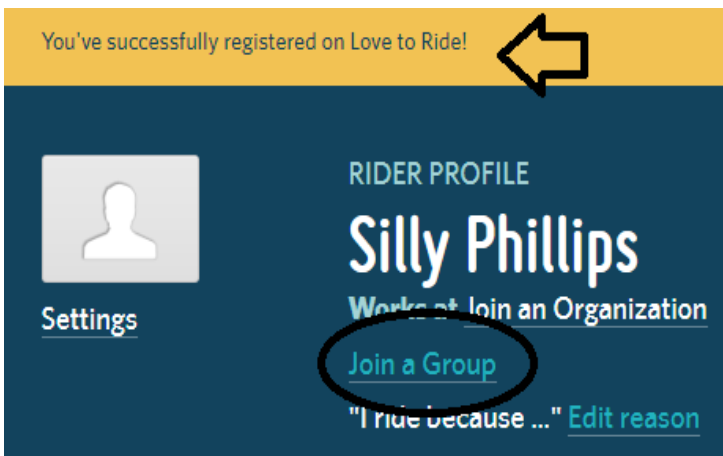 You've successfully registered on Love to Ride!
RIDER PROFILE
Silly Phillips
Settings
Works at Join an Organization
Join a Group
"I ride because ..." Edit reason